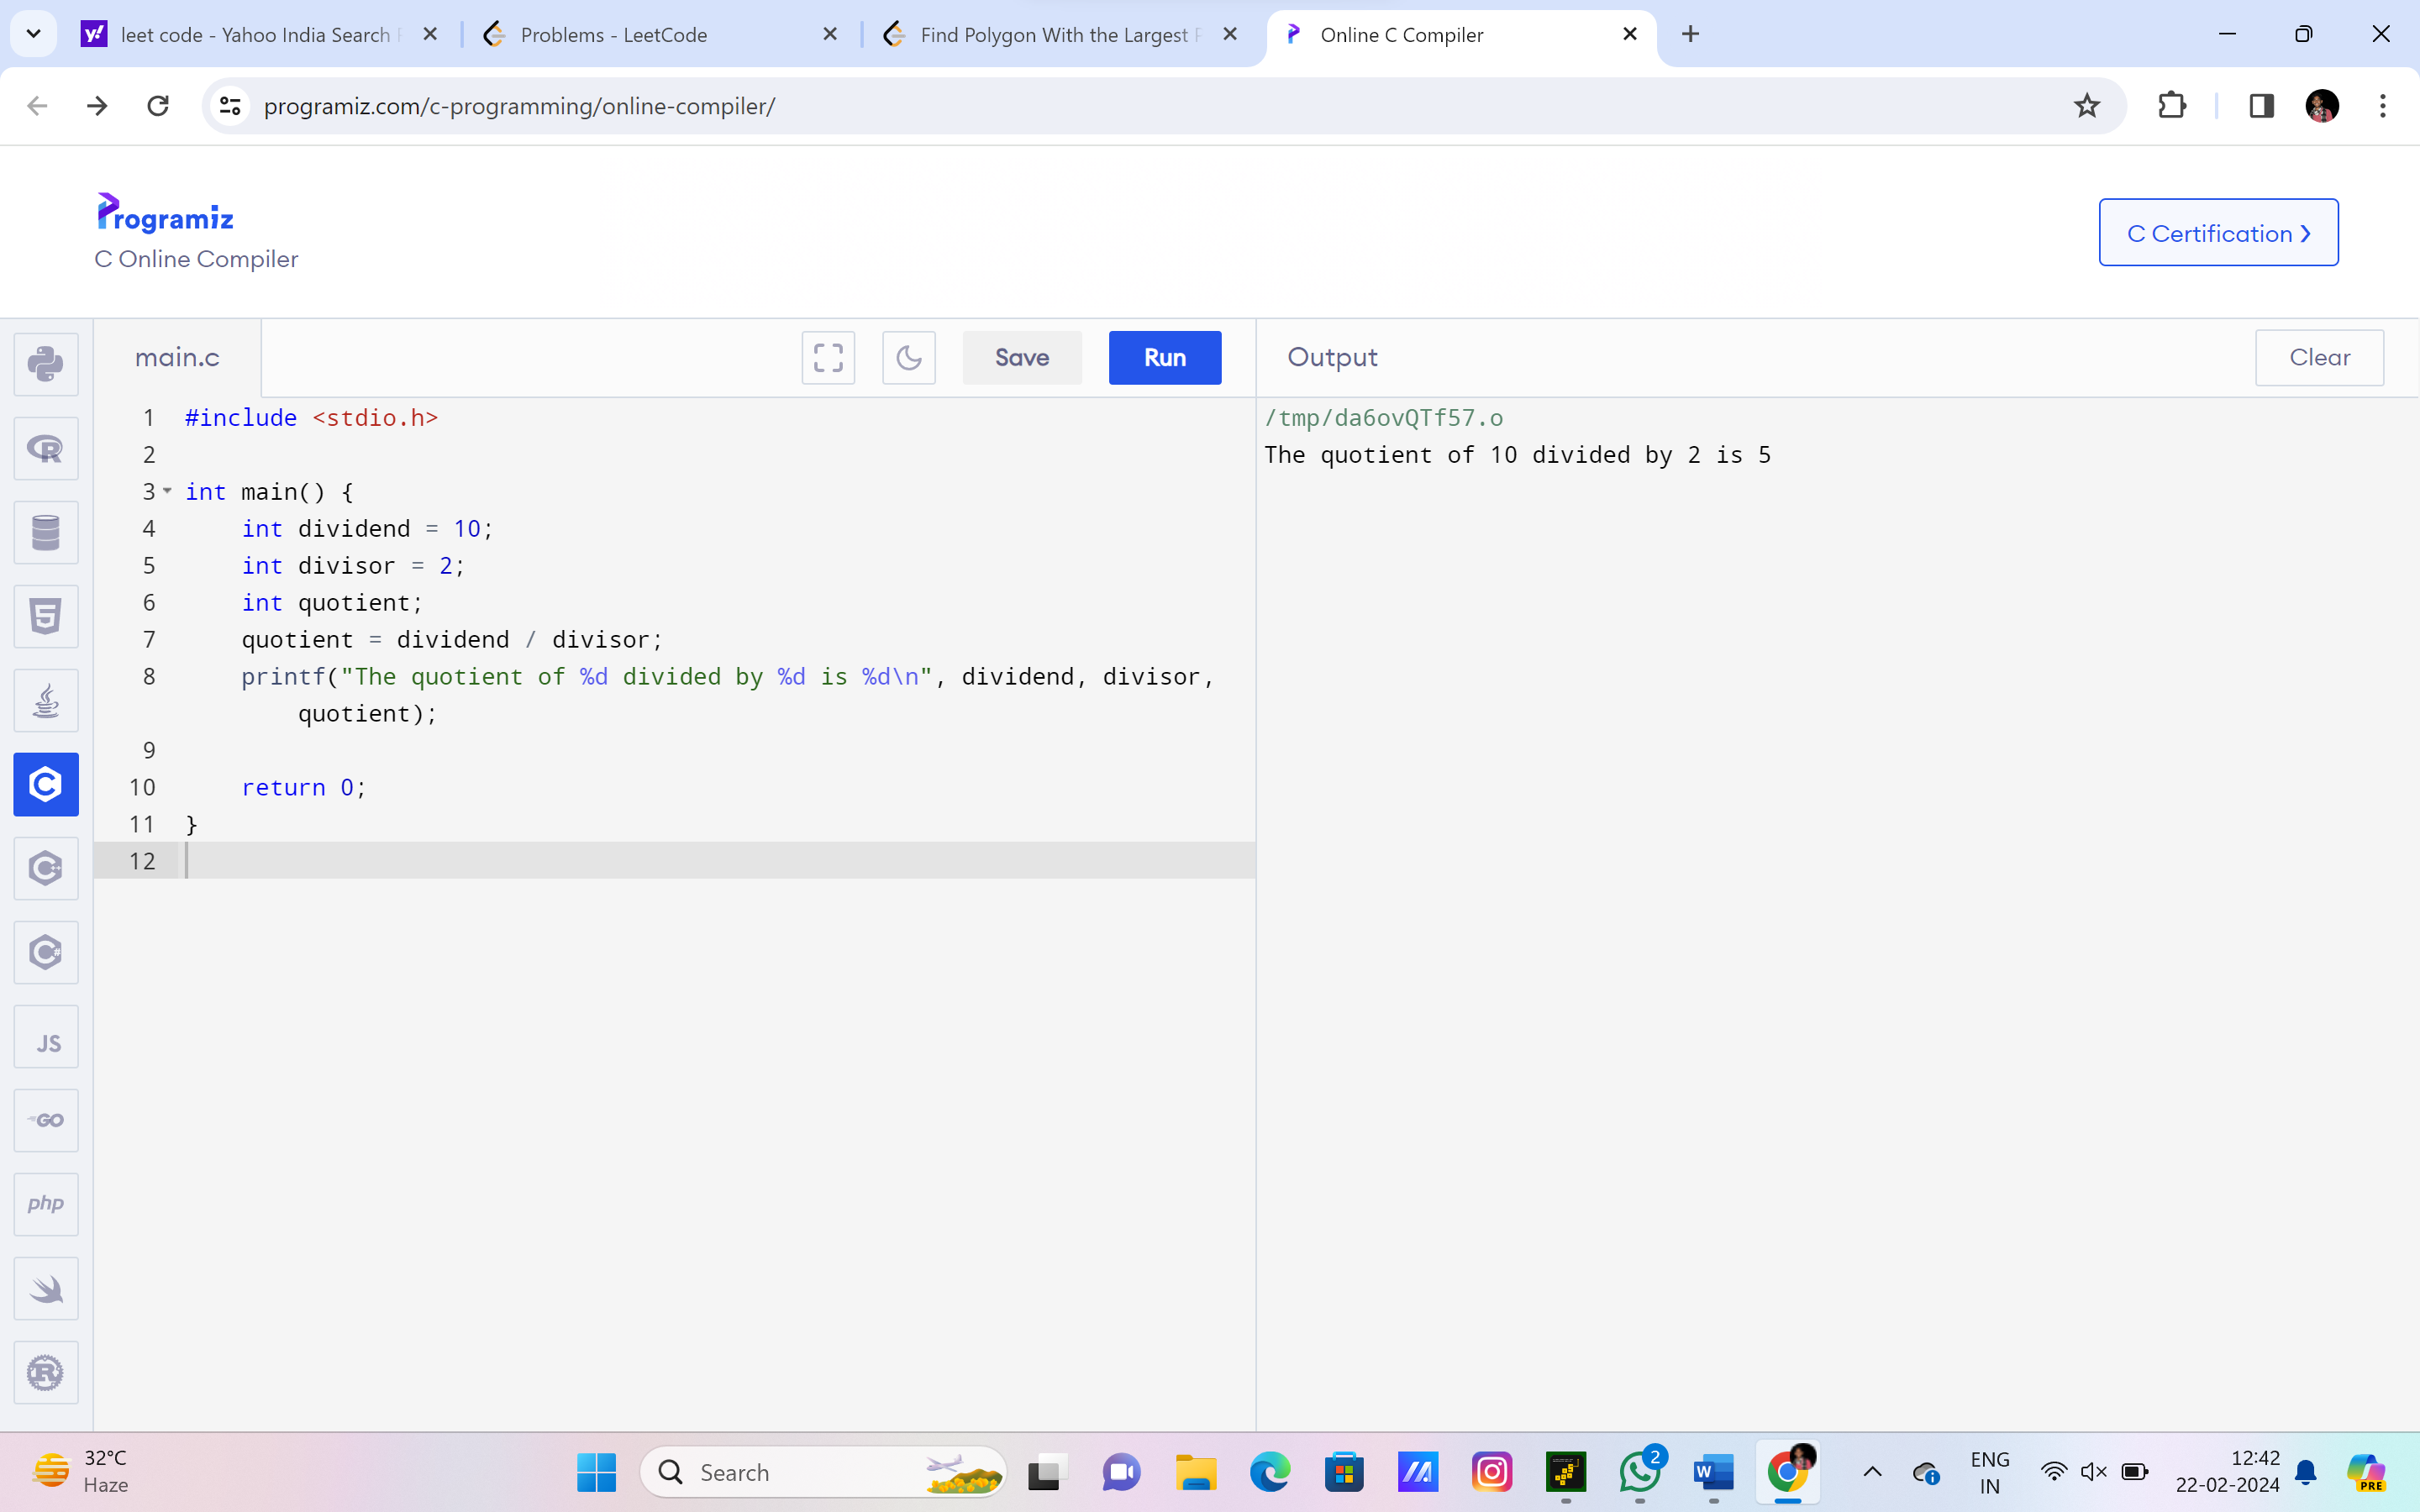 leet code - Yahoo India Search
Problems - LeetCode
Find Polygon With the Largest
Online C Compiler
programiz.com/c-programming/online-compiler/
Programiz
C Online Compiler
C Certification
main.c
Save
Run
Output
Clear
1 #include <stdio.h>
2
3 int main() {
4 int dividend = 10;
5 int divisor = 2;
6 int quotient;
7 quotient = dividend / divisor;
8 printf("The quotient of %d divided by %d is %d\n", dividend, divisor,
quotient);
9
10 return 0;
11 }
12
/tmp/da6ovQTf57.o
The quotient of 10 divided by 2 is 5
R
5
C
C
C#
JS
GO
php
R
32°C
Haze
Search
2
W
ENG
IN
12:42
22-02-2024
PRE